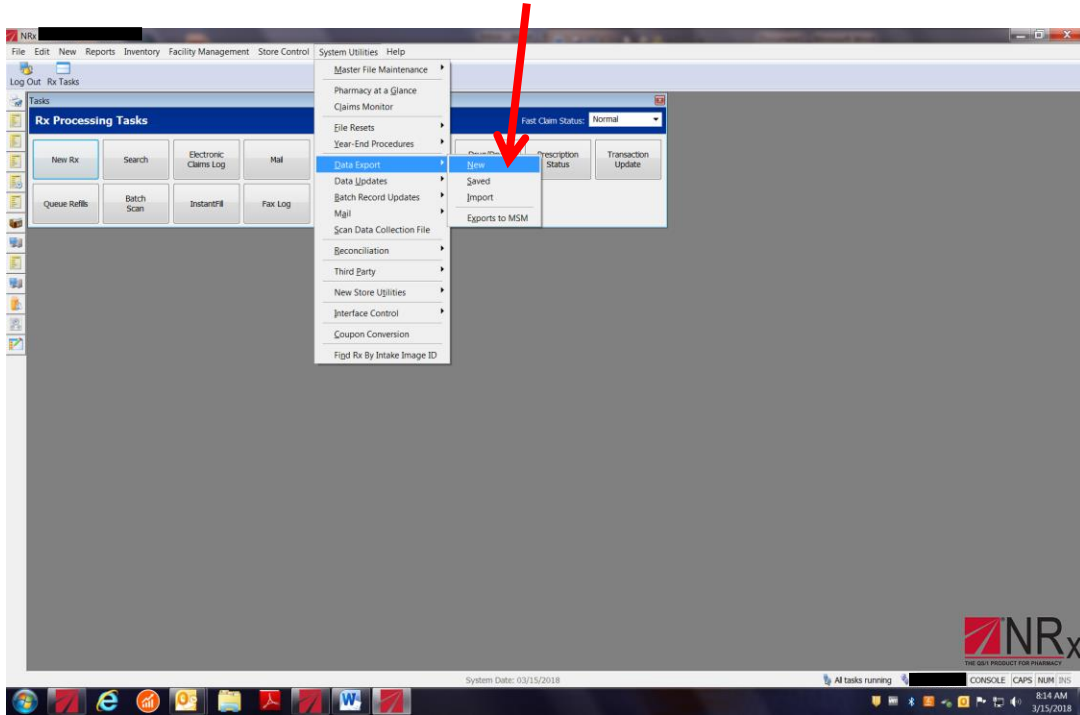 NRx
File Edit New Reports Inventory Facility Management Store Control System Utilities Help
Log Out Rx Tasks
Tasks
Rx Processing Tasks
Fast Claim Status: Normal
New Rx
Search
Electronic
Claims Log
Mail
Prescription
Status
Transaction
Update
Queue Refills
Batch
Scan
InstantFill
Fax Log
Master File Maintenance
Pharmacy at a Glance
Claims Monitor
File Resets
Year-End Procedures
Data Export
Data Updates
Batch Record Updates
Mail
Scan Data Collection File
Reconciliation
Third Party
New Store Utilities
Interface Control
Coupon Conversion
Find Rx By Intake Image ID
New
Saved
Import
Exports to MSM
NRx
THE QS/1 PRODUCT FOR PHARMACY
System Date: 03/15/2018
All tasks running
CONSOLE CAPS NUM INS
8:14 AM
3/15/2018